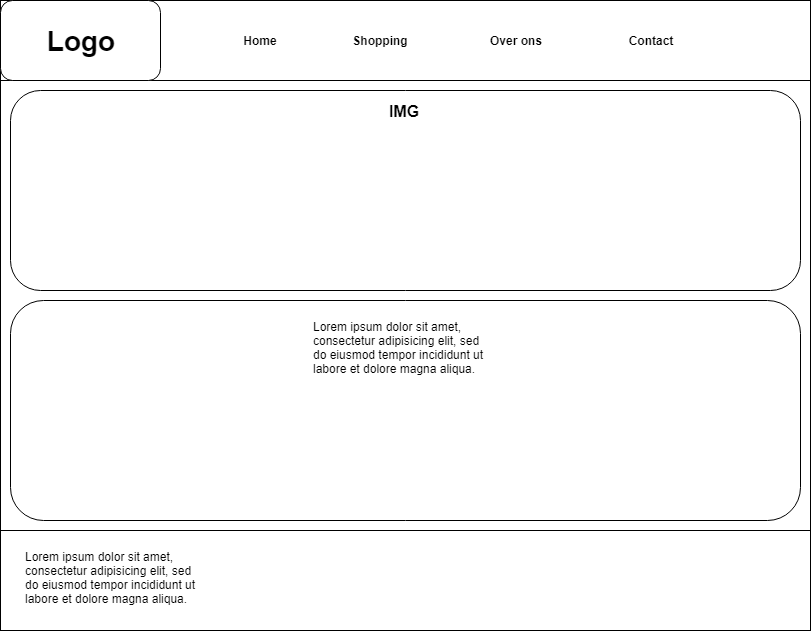 Logo
Home Shopping Over ons Contact
IMG
Lorem ipsum dolor sit amet,
consectetur adipisicing elit, sed
do eiusmod tempor incididunt ut
labore et dolore magna aliqua.
Lorem ipsum dolor sit amet,
consectetur adipisicing elit, sed
do eiusmod tempor incididunt ut
labore et dolore magna aliqua.